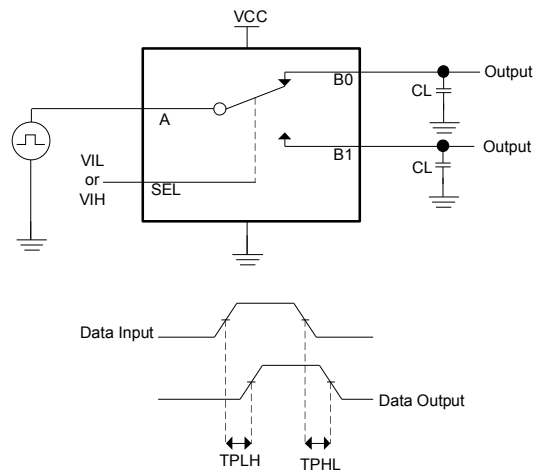 VCC
B0
Output
CL
A
B1
Output
CL
VIL
or
VIH
SEL
Data Input
Data Output
TPLH
TPHL